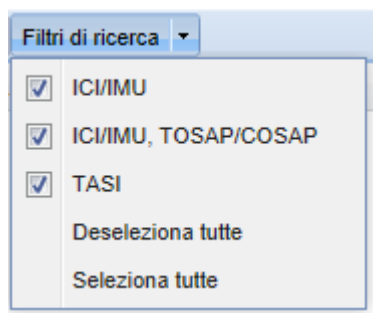 Filtri di ricerca
ICI/IMU
ICI/IMU, TOSAP/COSAP
TASI
Deseleziona tutte
Seleziona tutte